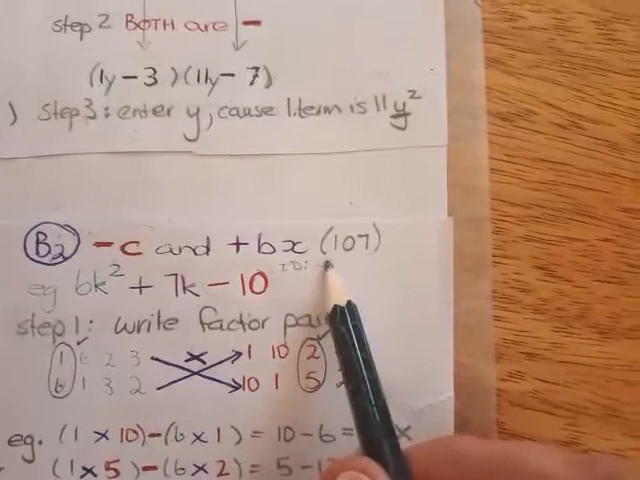 step 2 BOTH are -
(1y - 3)(11y - 7)
) step 3: enter y, cause 1.term is 11y²
B2 -c and +bx (107)
ID:
eg 6k² + 7k - 10
step 1: write factor
1 6 2 3 × 1 10 2
6 1 3 2 10 1 5
eg. (1 × 10) - (6 × 1) = 10 - 6 = x
(1 × 5) - (6 × 2) = 5 -